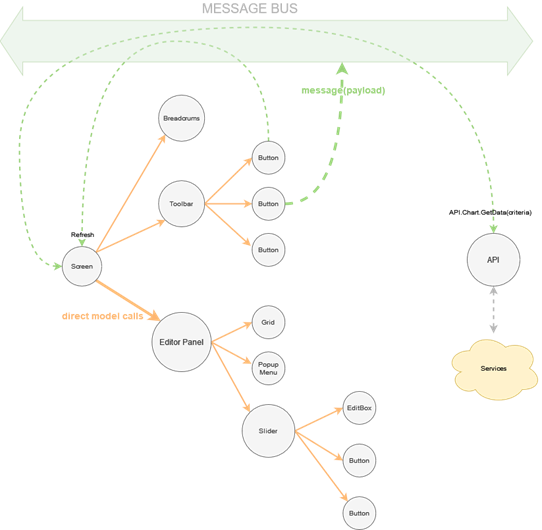 MESSAGE BUS
message(payload)
Breadcrums
Button
Toolbar
Button
API.Chart.GetData(criteria)
Refresh
Button
Screen
API
direct model calls
Grid
Editor Panel
Popup
Menu
Services
EditBox
Slider
Button
Button